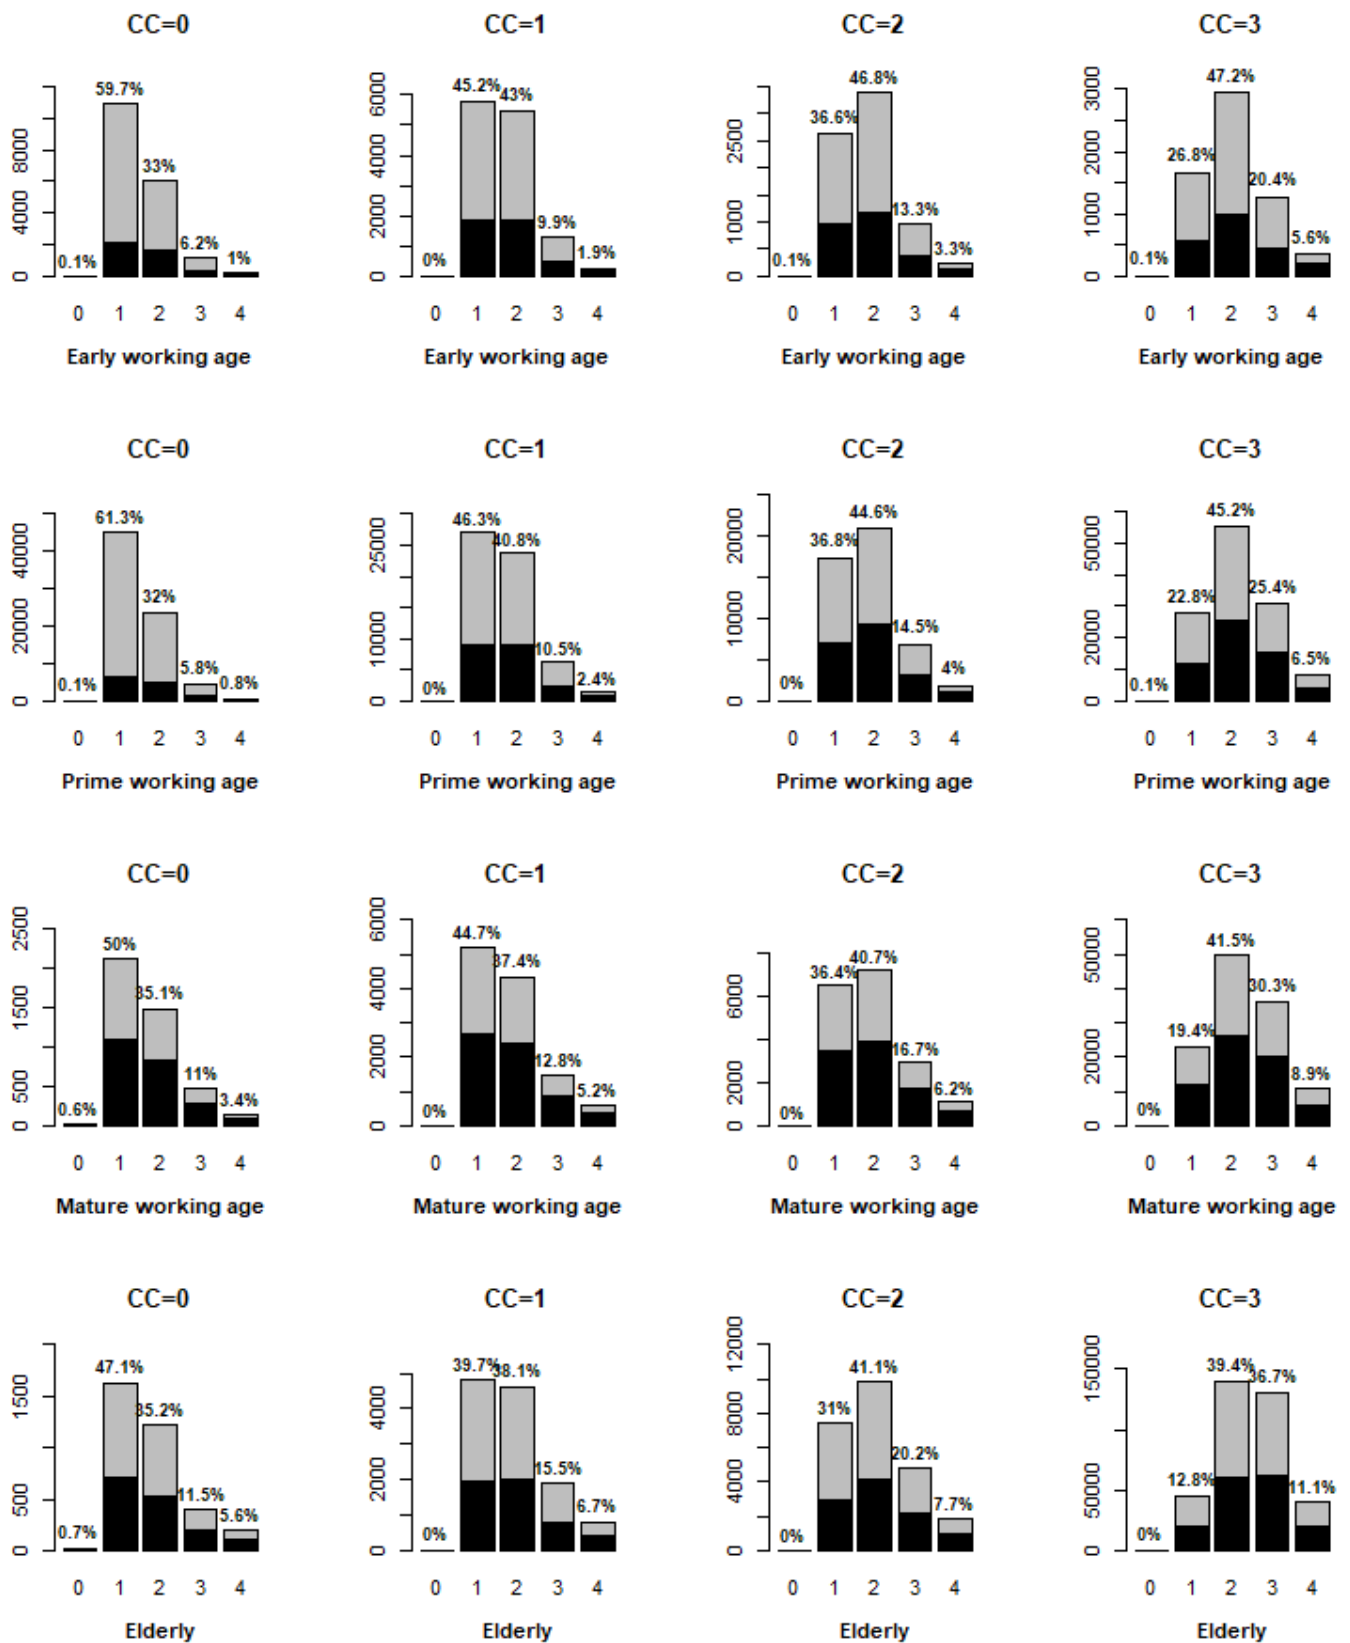 CC=0 CC=1 CC=2 CC=3
0 4000 8000
0.1% 59.7% 33% 6.2% 1%
0 1 2 3 4
Early working age
0 2000 4000 6000
0% 45.2% 43% 9.9% 1.9%
0 1 2 3 4
Early working age
0 1000 2500
0.1% 36.6% 46.8% 13.3% 3.3%
0 1 2 3 4
Early working age
0 1000 2000 3000
0.1% 26.8% 47.2% 20.4% 5.6%
0 1 2 3 4
Early working age
CC=0 CC=1 CC=2 CC=3
0 20000 40000
0.1% 61.3% 32% 5.8% 0.8%
0 1 2 3 4
Prime working age
0 10000 25000
0% 46.3% 40.8% 10.5% 2.4%
0 1 2 3 4
Prime working age
0 10000 20000
0% 36.8% 44.6% 14.5% 4%
0 1 2 3 4
Prime working age
0 20000 50000
0.1% 22.8% 45.2% 25.4% 6.5%
0 1 2 3 4
Prime working age
CC=0 CC=1 CC=2 CC=3
0 500 1500 2500
0.6% 50% 35.1% 11% 3.4%
0 1 2 3 4
Mature working age
0 2000 4000 6000
0% 44.7% 37.4% 12.8% 5.2%
0 1 2 3 4
Mature working age
0 2000 6000
0% 36.4% 40.7% 16.7% 6.2%
0 1 2 3 4
Mature working age
0 20000 50000
0% 19.4% 41.5% 30.3% 8.9%
0 1 2 3 4
Mature working age
CC=0 CC=1 CC=2 CC=3
0 500 1500
0.7% 47.1% 35.2% 11.5% 5.6%
0 1 2 3 4
Elderly
0 2000 4000
0% 39.7% 38.1% 15.5% 6.7%
0 1 2 3 4
Elderly
0 4000 8000 12000
0% 31% 41.1% 20.2% 7.7%
0 1 2 3 4
Elderly
0 50000 150000
0% 12.8% 39.4% 36.7% 11.1%
0 1 2 3 4
Elderly